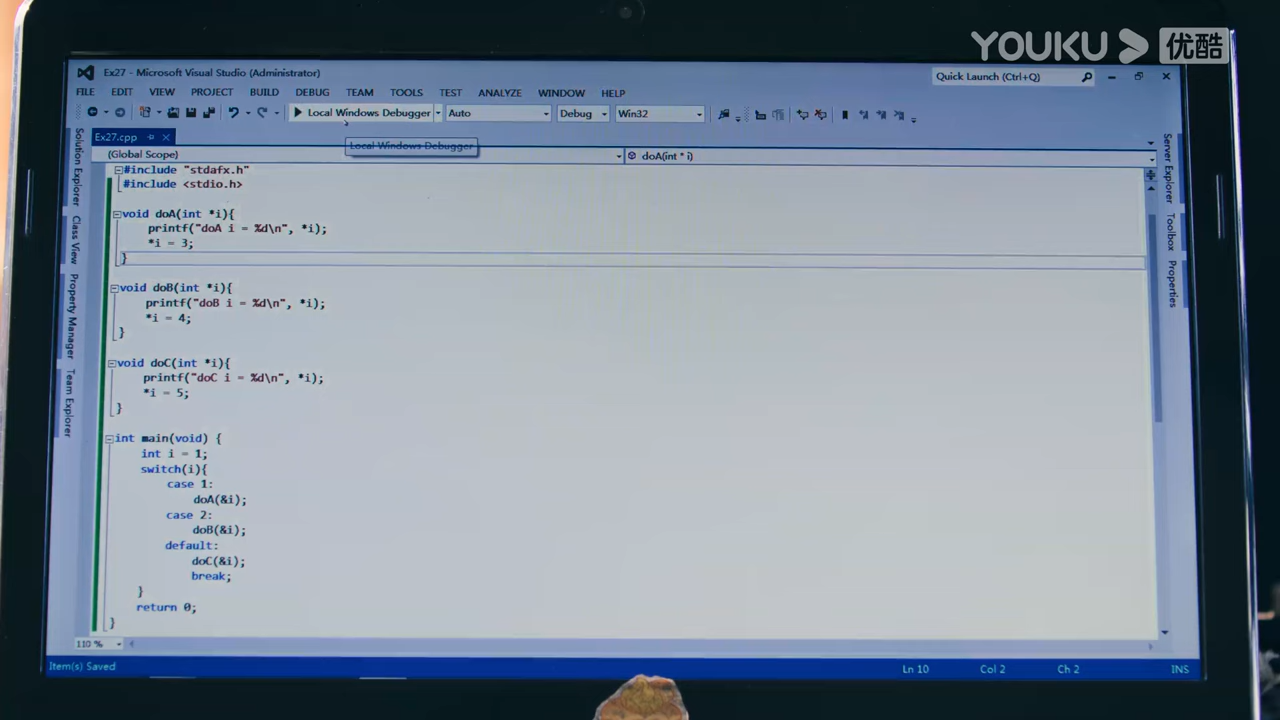 YOUKU 优酷
Ex27 - Microsoft Visual Studio (Administrator)
Quick Launch (Ctrl+Q)
FILE EDIT VIEW PROJECT BUILD DEBUG TEAM TOOLS TEST ANALYZE WINDOW HELP
Local Windows Debugger Auto Debug Win32
Ex27.cpp
Local Windows Debugger
(Global Scope) doA(int * i)
#include "stdafx.h"
#include <stdio.h>
void doA(int *i){
printf("doA i = %d\n", *i);
*i = 3;
}
void doB(int *i){
printf("doB i = %d\n", *i);
*i = 4;
}
void doC(int *i){
printf("doC i = %d\n", *i);
*i = 5;
}
int main(void) {
int i = 1;
switch(i){
case 1:
doA(&i);
case 2:
doB(&i);
default:
doC(&i);
break;
}
return 0;
}
110 %
Item(s) Saved
Ln 10 Col 2 Ch 2 INS
Solution Explorer
Class View
Property Manager
Team Explorer
Server Explorer
Toolbox
Properties